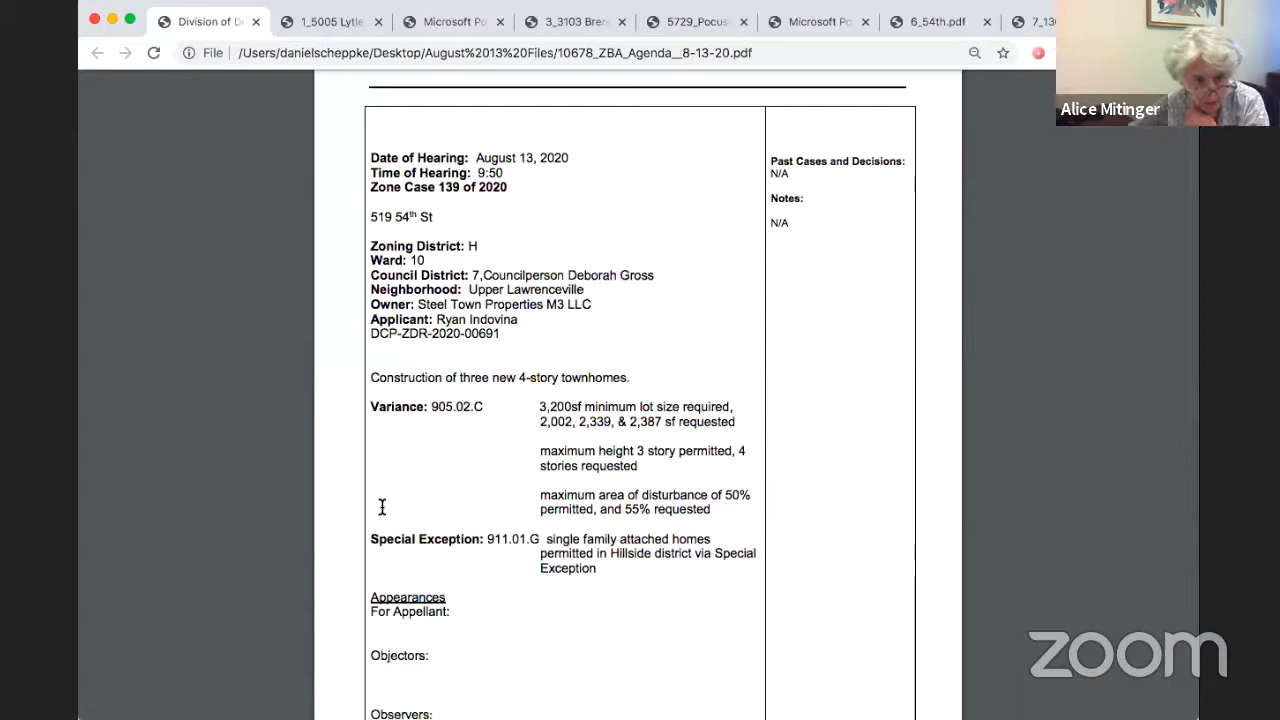 Division of De
1_5005 Lytle
Microsoft Po
3_3103 Brer
5729_Pocus
Microsoft Po
6_54th.pdf
7_13
File
/Users/danielscheppke/Desktop/August%2013%20Files/10678_ZBA_Agenda__8-13-20.pdf
Alice Mitinger
Date of Hearing: August 13, 2020
Time of Hearing: 9:50
Zone Case 139 of 2020
519 54th St
Zoning District: H
Ward: 10
Council District: 7,Councilperson Deborah Gross
Neighborhood: Upper Lawrenceville
Owner: Steel Town Properties M3 LLC
Applicant: Ryan Indovina
DCP-ZDR-2020-00691
Construction of three new 4-story townhomes.
Variance: 905.02.C 3,200sf minimum lot size required,
2,002, 2,339, & 2,387 sf requested
maximum height 3 story permitted, 4
stories requested
maximum area of disturbance of 50%
permitted, and 55% requested
Special Exception: 911.01.G single family attached homes
permitted in Hillside district via Special
Exception
Appearances
For Appellant:
Objectors:
Observers:
Past Cases and Decisions:
N/A
Notes:
N/A
zoom